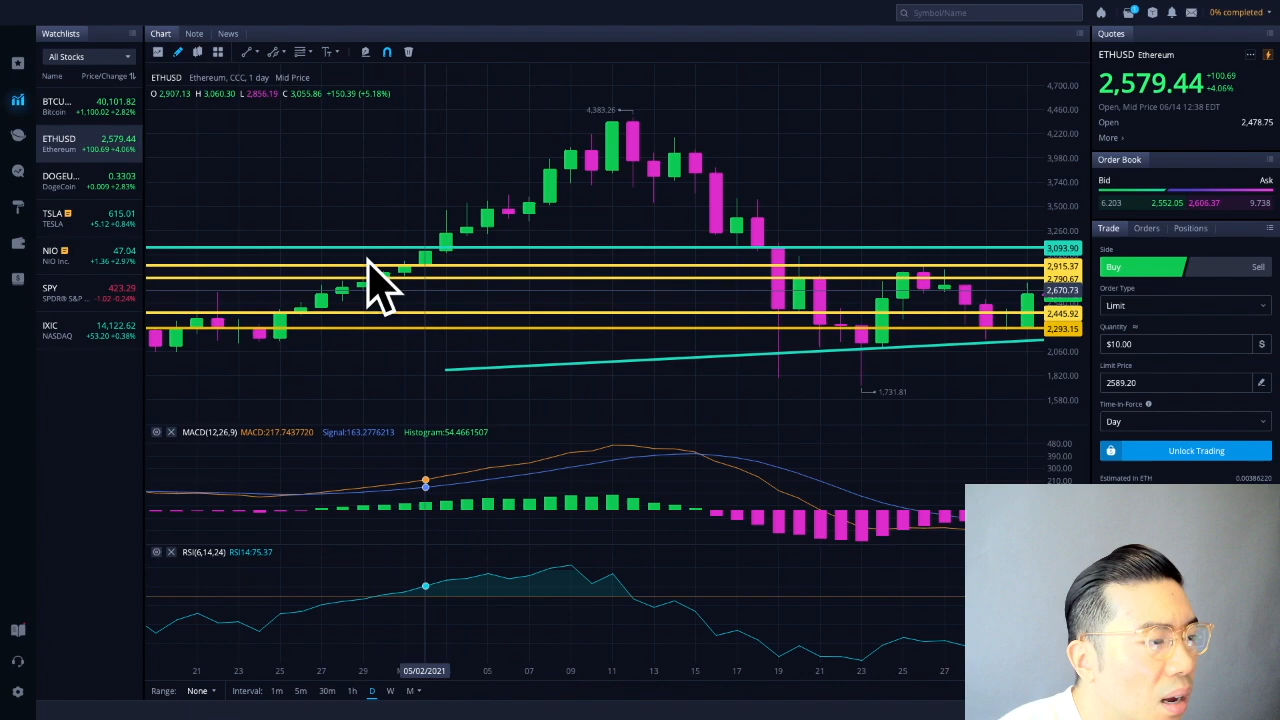 Symbol/Name
0% completed
Watchlists
Chart
Note
News
Quotes
All Stocks
Name
Price/Change
BTCU...
40,101.82
Bitcoin
+1,100.02 +2.82%
ETHUSD
2,579.44
Ethereum
+100.69 +4.06%
DOGEU...
0.3303
DogeCoin
+0.009 +2.83%
TSLA
615.01
TESLA
+5.12 +0.84%
NIO
47.04
NIO Inc.
+1.36 +2.97%
SPY
423.29
SPDR® S&P ...
-1.02 -0.24%
IXIC
14,122.62
NASDAQ
+53.20 +0.38%
ETHUSD Ethereum, CCC, 1 day Mid Price
O 2,907.13 H 3,060.30 L 2,856.19 C 3,055.86 +150.39 (+5.18%)
4,383.26
1,731.81
4,700.00
4,460.00
4,220.00
3,980.00
3,740.00
3,500.00
3,260.00
3,093.90
2,915.37
2,790.67
2,670.73
2,445.92
2,293.15
2,060.00
1,820.00
1,580.00
MACD(12,26,9) MACD:217.7437720 Signal:163.2776213 Histogram:54.4661507
480.00
390.00
300.00
210.00
RSI(6,14,24) RSI14:75.37
21 23 25 27 29 05/02/2021 05 07 09 11 13 15 17 19 21 23 25 27
Range: None Interval: 1m 5m 30m 1h D W M
ETHUSD Ethereum
2,579.44
+100.69
+4.06%
Open, Mid Price 06/14 12:38 EDT
Open
2,478.75
More
Order Book
Bid
Ask
6.203 2,552.05 2,606.37 9.738
Trade
Orders
Positions
Side
Buy
Sell
Order Type
Limit
Quantity
$10.00
$
Limit Price
2589.20
Time-in-Force
Day
Unlock Trading
Estimated in ETH
0.00386220